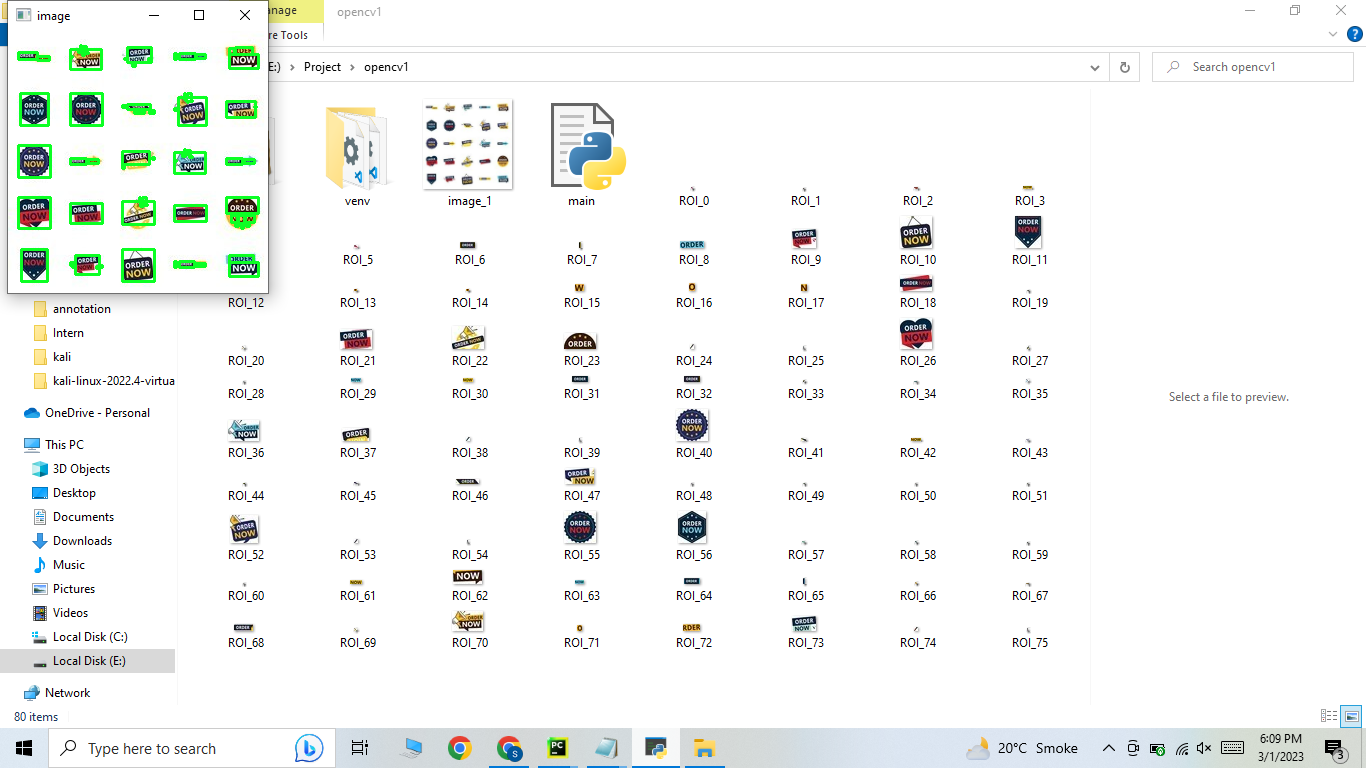 image
anage
opencv1
re Tools
E:) > Project > opencv1
Search opencv1
ORDER NOW
venv image_1 main ROI_0 ROI_1 ROI_2 ROI_3
ROI_5 ROI_6 ROI_7 ROI_8 ROI_9 ROI_10 ROI_11
ROI_12 ROI_13 ROI_14 ROI_15 ROI_16 ROI_17 ROI_18 ROI_19
ROI_20 ROI_21 ROI_22 ROI_23 ROI_24 ROI_25 ROI_26 ROI_27
ROI_28 ROI_29 ROI_30 ROI_31 ROI_32 ROI_33 ROI_34 ROI_35
ROI_36 ROI_37 ROI_38 ROI_39 ROI_40 ROI_41 ROI_42 ROI_43
ROI_44 ROI_45 ROI_46 ROI_47 ROI_48 ROI_49 ROI_50 ROI_51
ROI_52 ROI_53 ROI_54 ROI_55 ROI_56 ROI_57 ROI_58 ROI_59
ROI_60 ROI_61 ROI_62 ROI_63 ROI_64 ROI_65 ROI_66 ROI_67
ROI_68 ROI_69 ROI_70 ROI_71 ROI_72 ROI_73 ROI_74 ROI_75
annotation
Intern
kali
kali-linux-2022.4-virtua
OneDrive - Personal
This PC
3D Objects
Desktop
Documents
Downloads
Music
Pictures
Videos
Local Disk (C:)
Local Disk (E:)
Network
Select a file to preview.
80 items
Type here to search
20°C Smoke
6:09 PM
3/1/2023
3